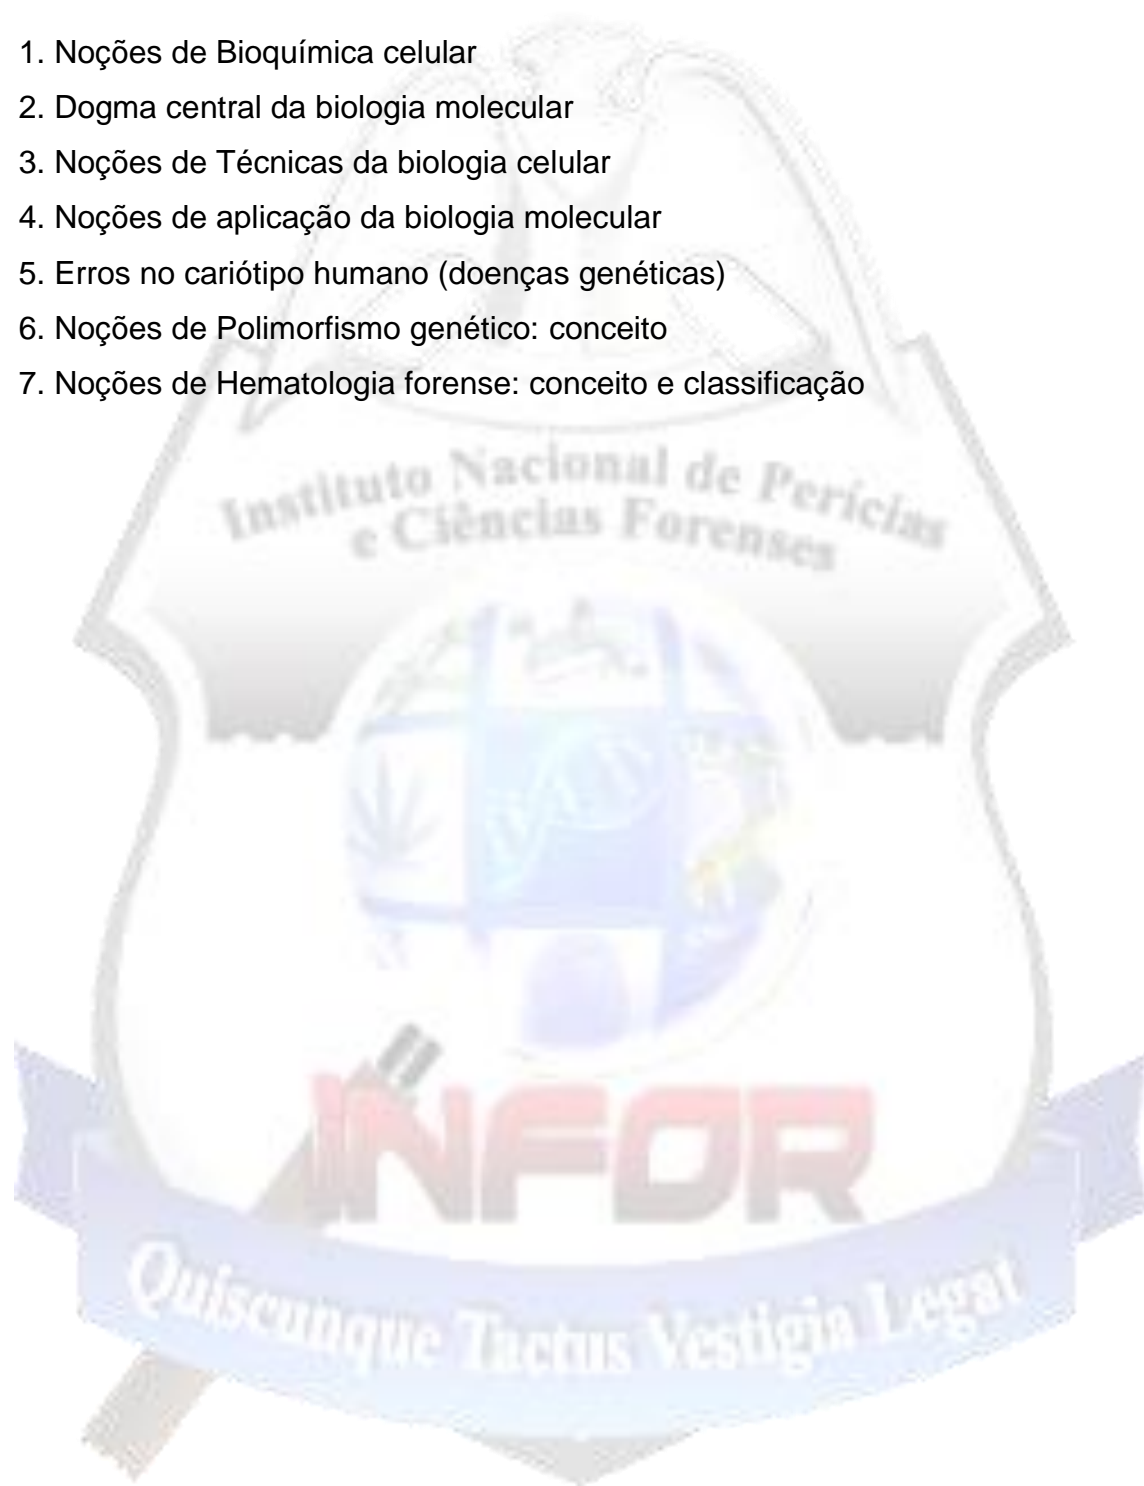 1. Noções de Bioquímica celular
2. Dogma central da biologia molecular
3. Noções de Técnicas da biologia celular
4. Noções de aplicação da biologia molecular
5. Erros no cariótipo humano (doenças genéticas)
6. Noções de Polimorfismo genético: conceito
7. Noções de Hematologia forense: conceito e classificação
Instituto Nacional de Perícias
e Ciências Forenses
INFOR
Quiscunque Tactus Vestigia Legat